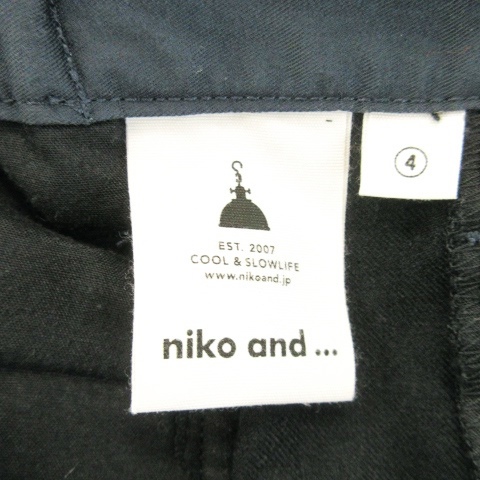 EST. 2007
COOL & SLOWLIFE
www.nikoand.jp
niko and ...
4